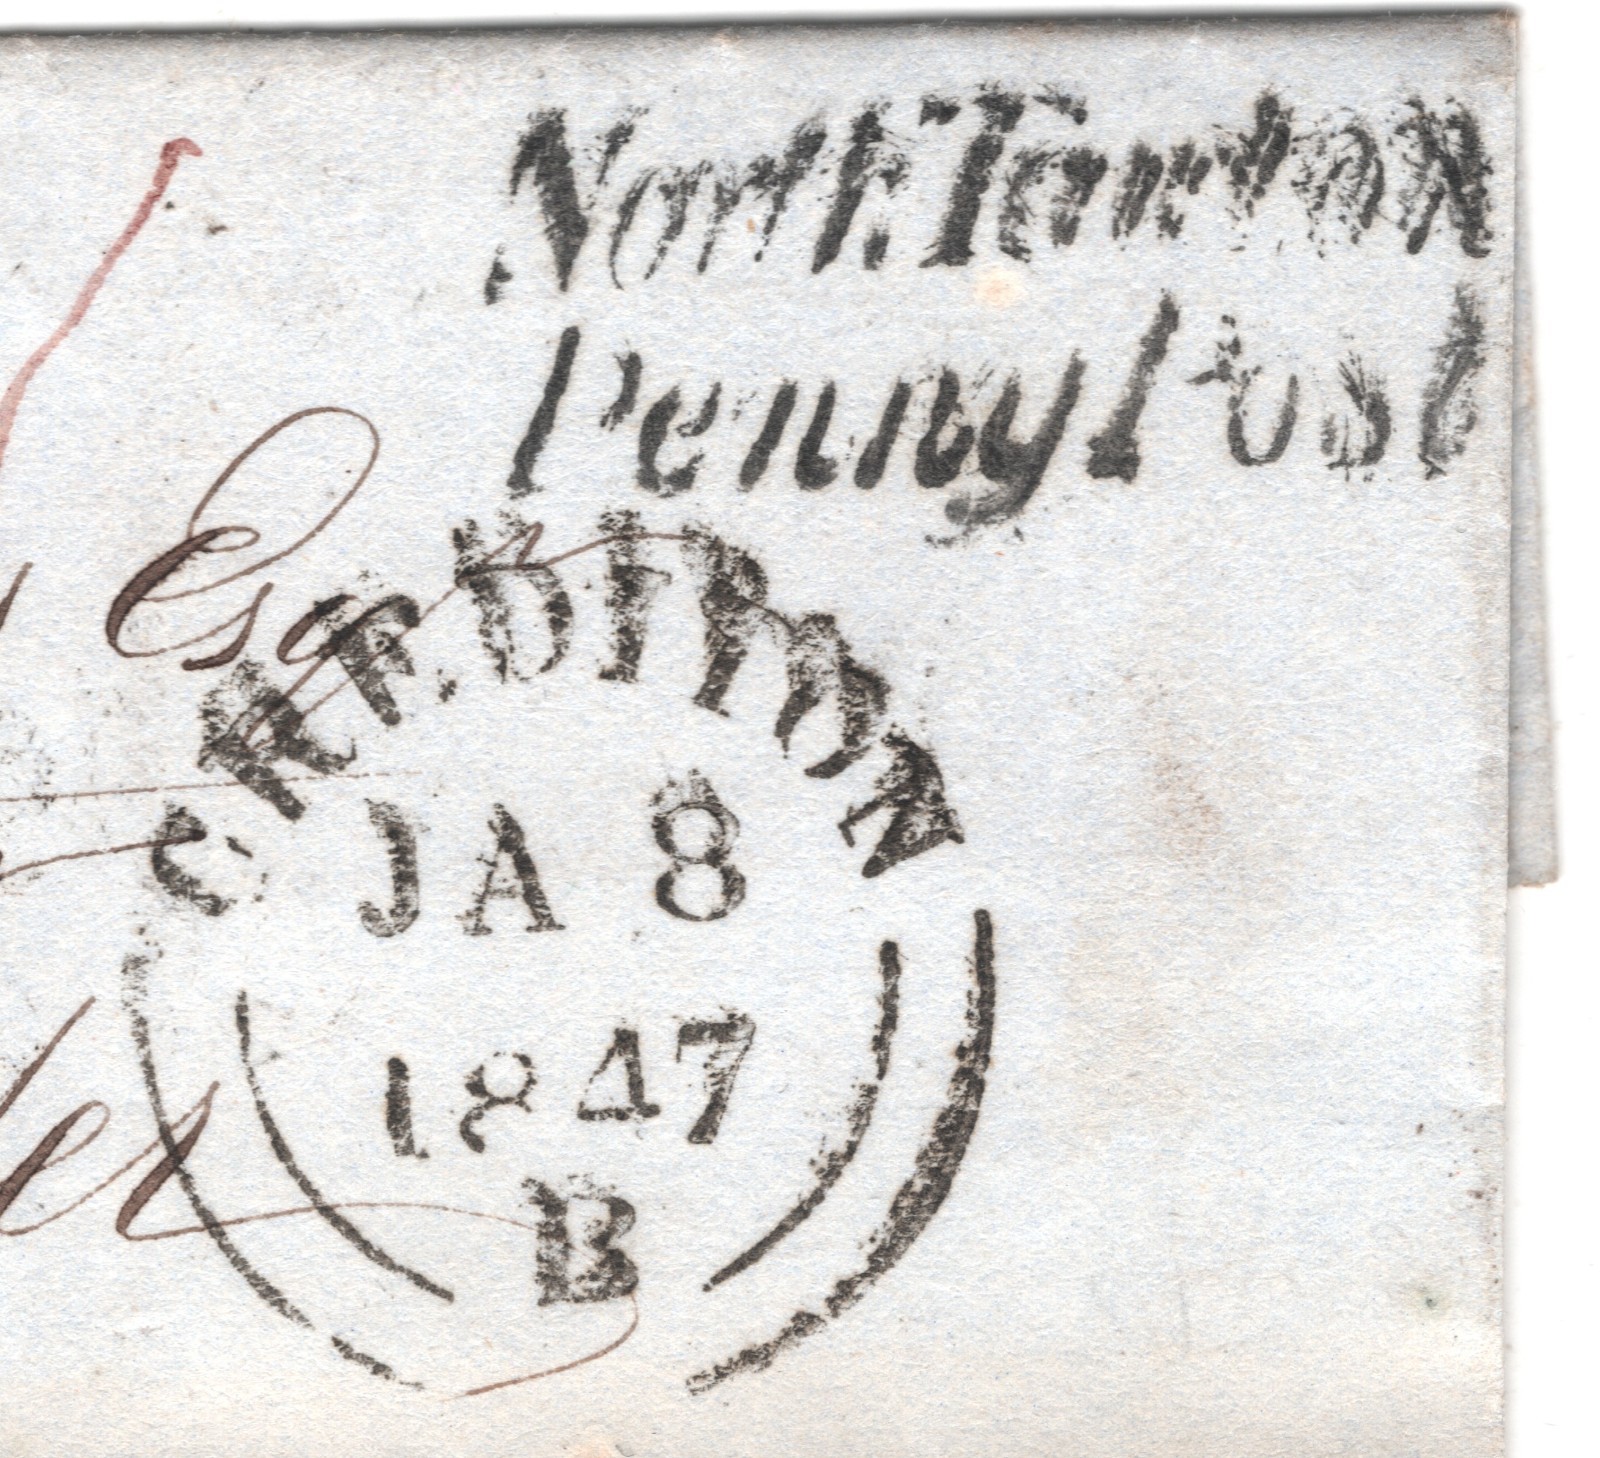 North Tawton
Penny Post
Esq
CREDITON
JA 8
1847
B